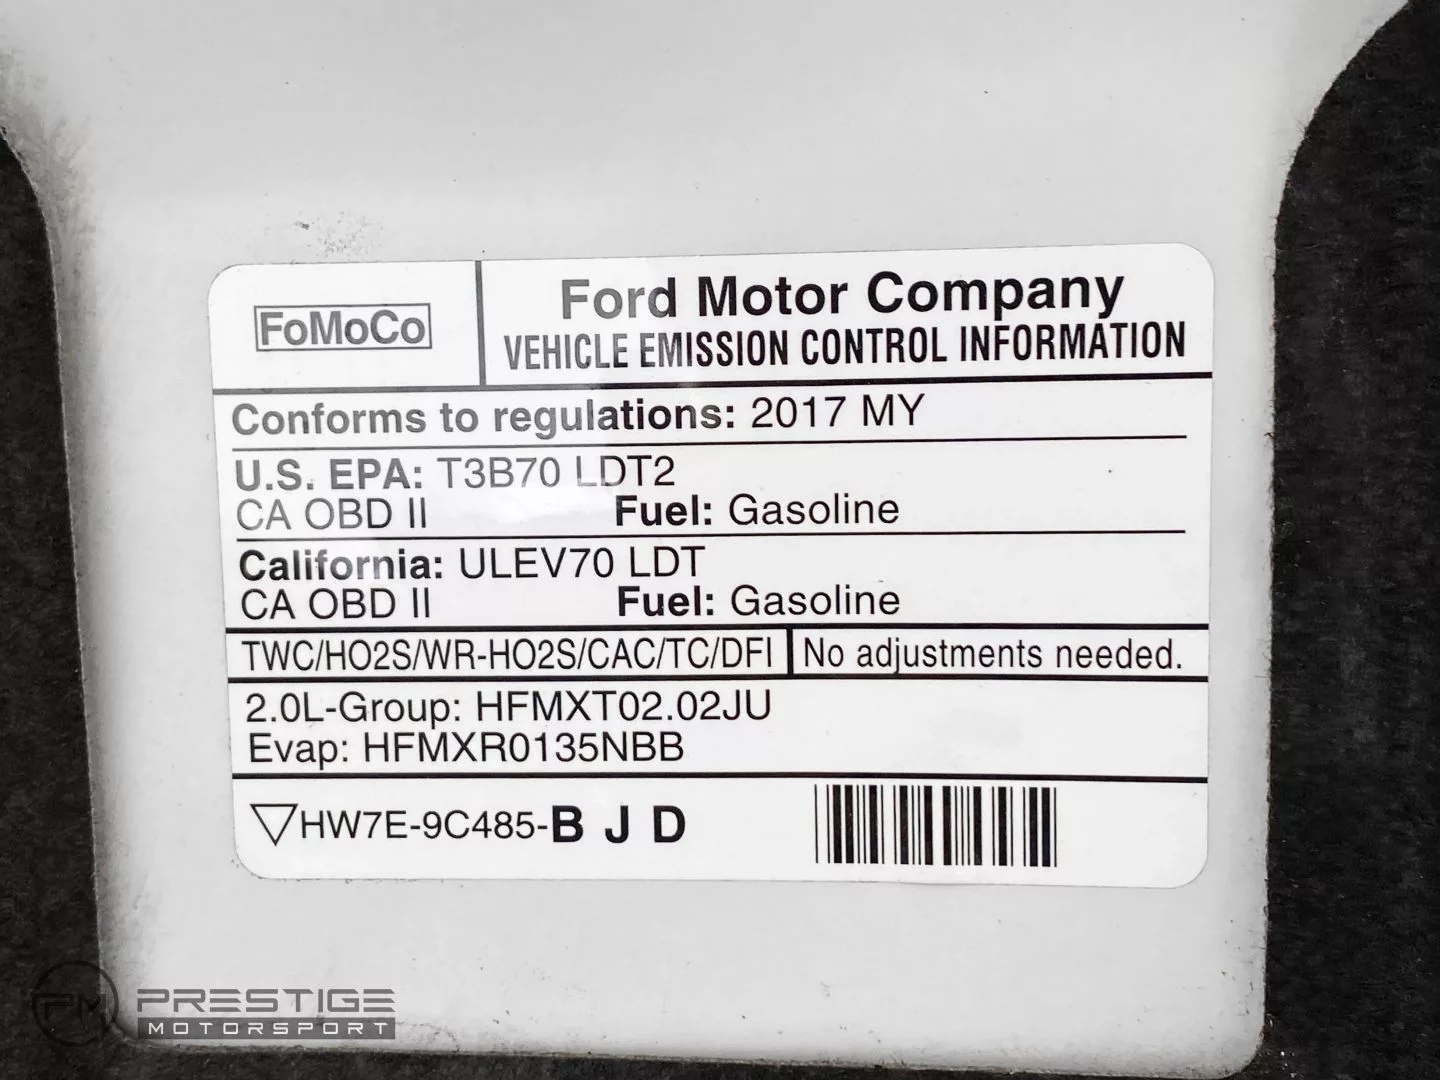 FoMoCo
Ford Motor Company
VEHICLE EMISSION CONTROL INFORMATION
Conforms to regulations: 2017 MY
U.S. EPA: T3B70 LDT2
CA OBD II Fuel: Gasoline
California: ULEV70 LDT
CA OBD II Fuel: Gasoline
TWC/HO2S/WR-HO2S/CAC/TC/DFI No adjustments needed.
2.0L-Group: HFMXT02.02JU
Evap: HFMXR0135NBB
HW7E-9C485-B J D
PM PRESTIGE
MOTORSPORT